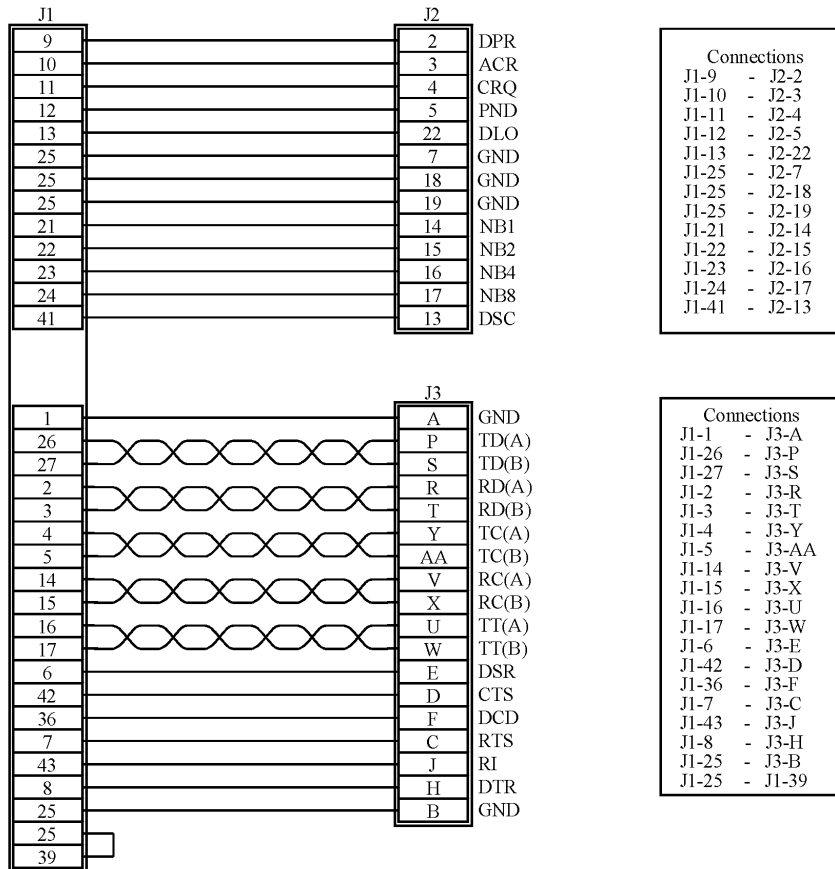 J1 J2
9 2 DPR
10 3 ACR
11 4 CRQ
12 5 PND
13 22 DLO
25 7 GND
25 18 GND
25 19 GND
21 14 NB1
22 15 NB2
23 16 NB4
24 17 NB8
41 13 DSC
Connections
J1-9 - J2-2
J1-10 - J2-3
J1-11 - J2-4
J1-12 - J2-5
J1-13 - J2-22
J1-25 - J2-7
J1-25 - J2-18
J1-25 - J2-19
J1-21 - J2-14
J1-22 - J2-15
J1-23 - J2-16
J1-24 - J2-17
J1-41 - J2-13
J3
1 A GND
26 P TD(A)
27 S TD(B)
2 R RD(A)
3 T RD(B)
4 Y TC(A)
5 AA TC(B)
14 V RC(A)
15 X RC(B)
16 U TT(A)
17 W TT(B)
6 E DSR
42 D CTS
36 F DCD
7 C RTS
43 J RI
8 H DTR
25 B GND
25
39
Connections
J1-1 - J3-A
J1-26 - J3-P
J1-27 - J3-S
J1-2 - J3-R
J1-3 - J3-T
J1-4 - J3-Y
J1-5 - J3-AA
J1-14 - J3-V
J1-15 - J3-X
J1-16 - J3-U
J1-17 - J3-W
J1-6 - J3-E
J1-42 - J3-D
J1-36 - J3-F
J1-7 - J3-C
J1-43 - J3-J
J1-8 - J3-H
J1-25 - J3-B
J1-25 - J1-39